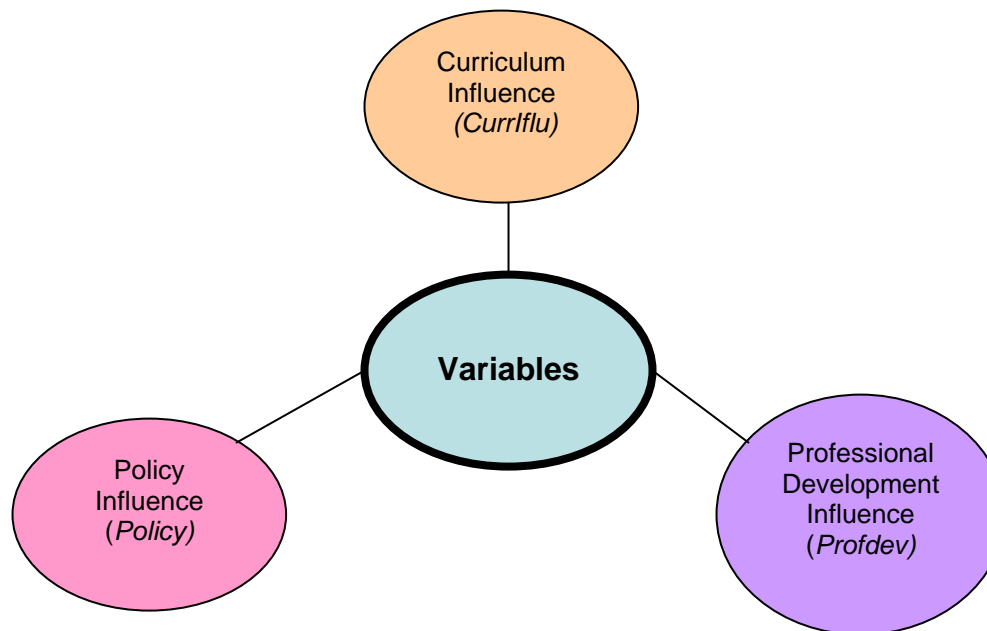 Curriculum
Influence
(CurrIflu)
Variables
Policy
Influence
(Policy)
Professional
Development
Influence
(Profdev)